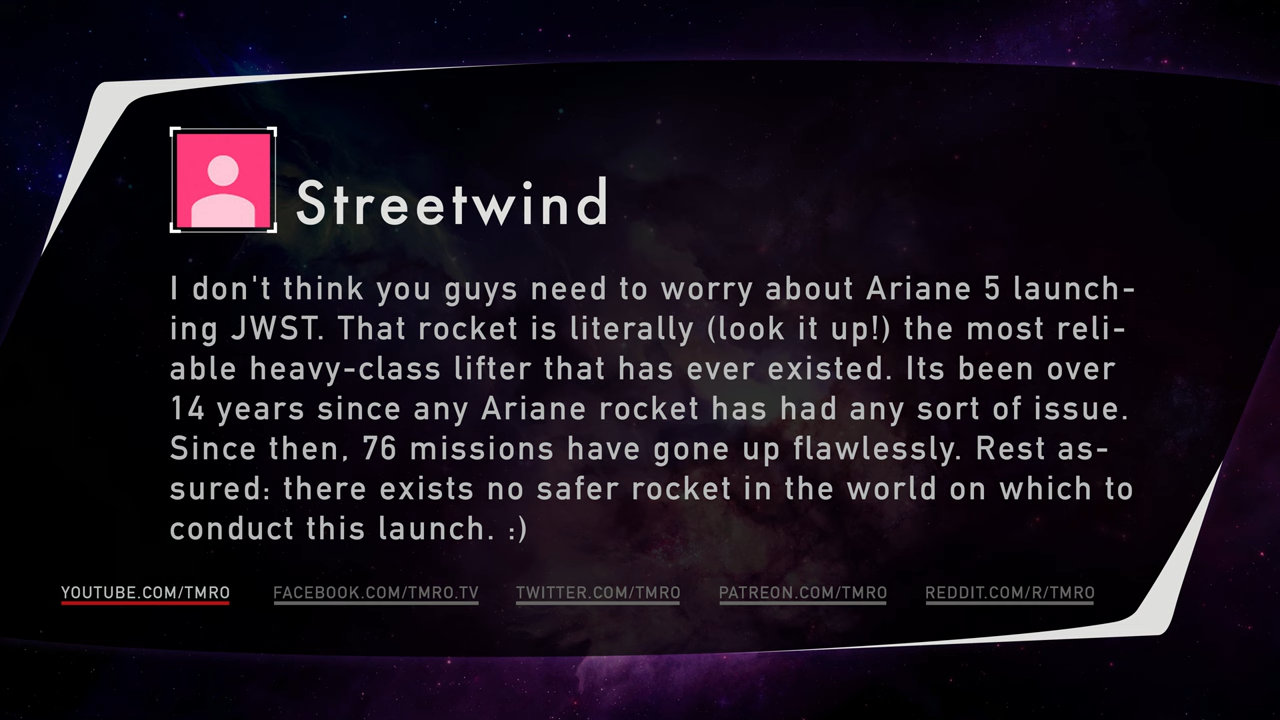 Streetwind
I don't think you guys need to worry about Ariane 5 launch-
ing JWST. That rocket is literally (look it up!) the most reli-
able heavy-class lifter that has ever existed. Its been over
14 years since any Ariane rocket has had any sort of issue.
Since then, 76 missions have gone up flawlessly. Rest as-
sured: there exists no safer rocket in the world on which to
conduct this launch. :)
YOUTUBE.COM/TMRO FACEBOOK.COM/TMRO.TV TWITTER.COM/TMRO PATREON.COM/TMRO REDDIT.COM/R/TMRO